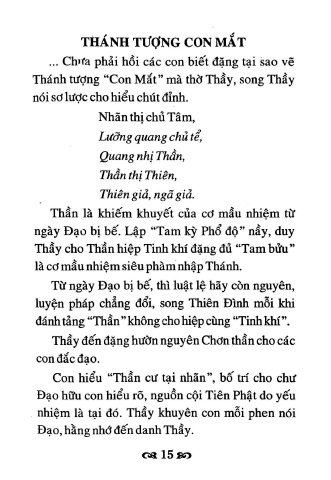 THÁNH TƯỢNG CON MẮT
... Chưa phải hồi các con biết đặng tại sao vẽ
Thánh tượng “Con Mắt” mà thờ Thầy, song Thầy
nói sơ lược cho hiểu chút đỉnh.
Nhãn thị chủ Tâm,
Lưỡng quang chủ tể,
Quang nhị Thần,
Thần thị Thiên,
Thiên giả, ngã giả.
Thần là khiếm khuyết của cơ mầu nhiệm từ
ngày Đạo bị bế. Lập “Tam kỳ Phổ độ” nầy, duy
Thầy cho Thần hiệp Tinh khí đặng đủ “Tam bửu”
là cơ mầu nhiệm siêu phàm nhập Thánh.
Từ ngày Đạo bị bế, thì luật lệ hãy còn nguyên,
luyện pháp chẳng đổi, song Thiên Đình mỗi khi
đánh tảng “Thần” không cho hiệp cùng “Tinh khí”.
Thầy đến đặng hườn nguyên Chơn thần cho các
con đắc đạo.
Con hiểu “Thần cư tại nhãn”, bố trí cho chư
Đạo hữu con hiểu rõ, nguồn cội Tiên Phật do yếu
nhiệm là tại đó. Thầy khuyên con mỗi phen nói
Đạo, hằng nhớ đến danh Thầy.
15